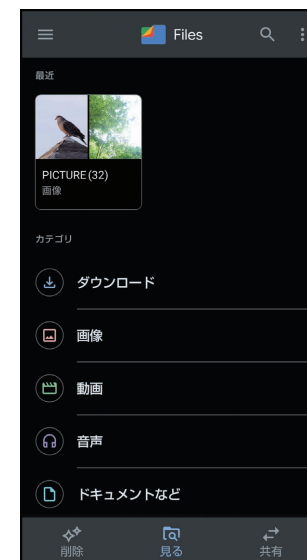 Files
最近
PICTURE (32)
画像
カテゴリ
ダウンロード
画像
動画
音声
ドキュメントなど
削除
見る
共有